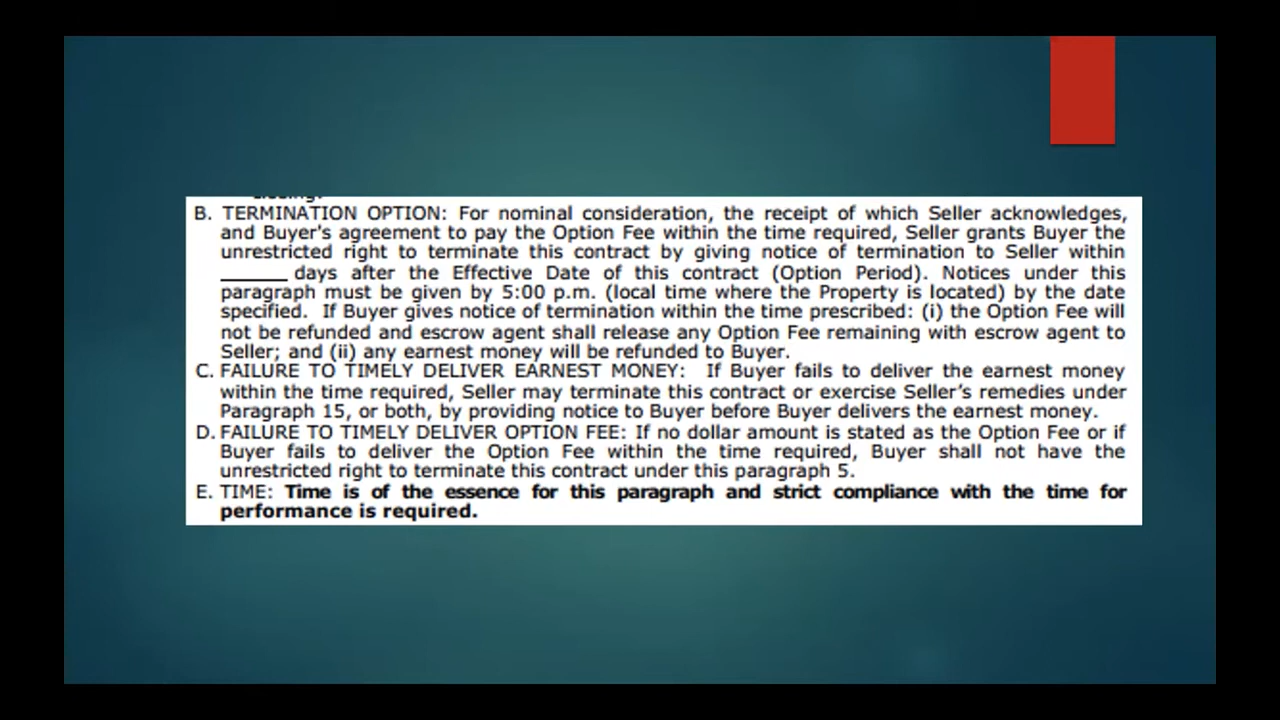 B. TERMINATION OPTION: For nominal consideration, the receipt of which Seller acknowledges,
and Buyer's agreement to pay the Option Fee within the time required, Seller grants Buyer the
unrestricted right to terminate this contract by giving notice of termination to Seller within
______ days after the Effective Date of this contract (Option Period). Notices under this
paragraph must be given by 5:00 p.m. (local time where the Property is located) by the date
specified. If Buyer gives notice of termination within the time prescribed: (i) the Option Fee will
not be refunded and escrow agent shall release any Option Fee remaining with escrow agent to
Seller; and (ii) any earnest money will be refunded to Buyer.
C. FAILURE TO TIMELY DELIVER EARNEST MONEY: If Buyer fails to deliver the earnest money
within the time required, Seller may terminate this contract or exercise Seller’s remedies under
Paragraph 15, or both, by providing notice to Buyer before Buyer delivers the earnest money.
D. FAILURE TO TIMELY DELIVER OPTION FEE: If no dollar amount is stated as the Option Fee or if
Buyer fails to deliver the Option Fee within the time required, Buyer shall not have the
unrestricted right to terminate this contract under this paragraph 5.
E. TIME: Time is of the essence for this paragraph and strict compliance with the time for
performance is required.